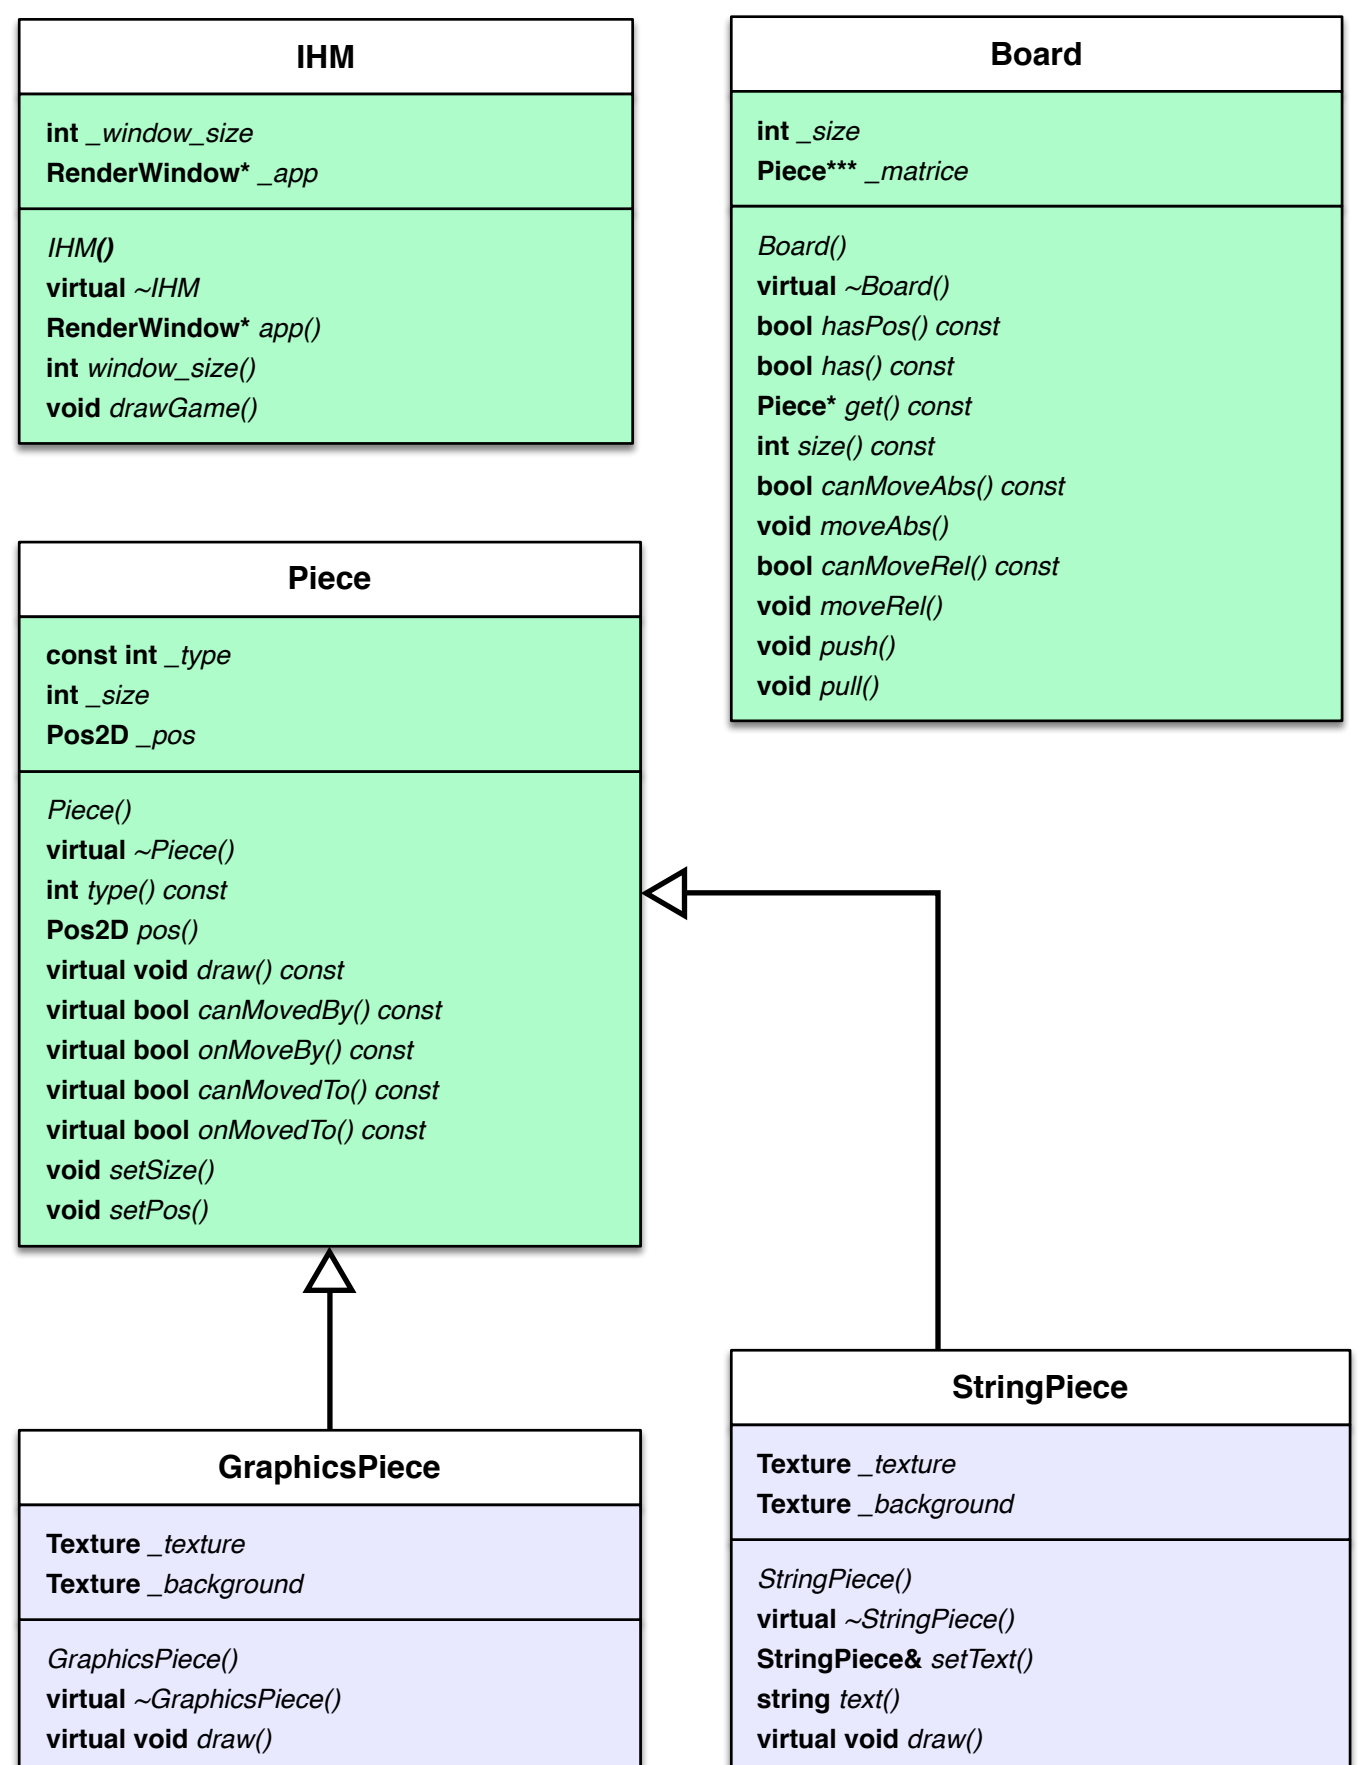 IHM
int _window_size
RenderWindow* _app
IHM()
virtual ~IHM
RenderWindow* app()
int window_size()
void drawGame()
Board
int _size
Piece*** _matrice
Board()
virtual ~Board()
bool hasPos() const
bool has() const
Piece* get() const
int size() const
bool canMoveAbs() const
void moveAbs()
bool canMoveRel() const
void moveRel()
void push()
void pull()
Piece
const int _type
int _size
Pos2D _pos
Piece()
virtual ~Piece()
int type() const
Pos2D pos()
virtual void draw() const
virtual bool canMovedBy() const
virtual bool onMoveBy() const
virtual bool canMovedTo() const
virtual bool onMovedTo() const
void setSize()
void setPos()
GraphicsPiece
Texture _texture
Texture _background
GraphicsPiece()
virtual ~GraphicsPiece()
virtual void draw()
StringPiece
Texture _texture
Texture _background
StringPiece()
virtual ~StringPiece()
StringPiece& setText()
string text()
virtual void draw()